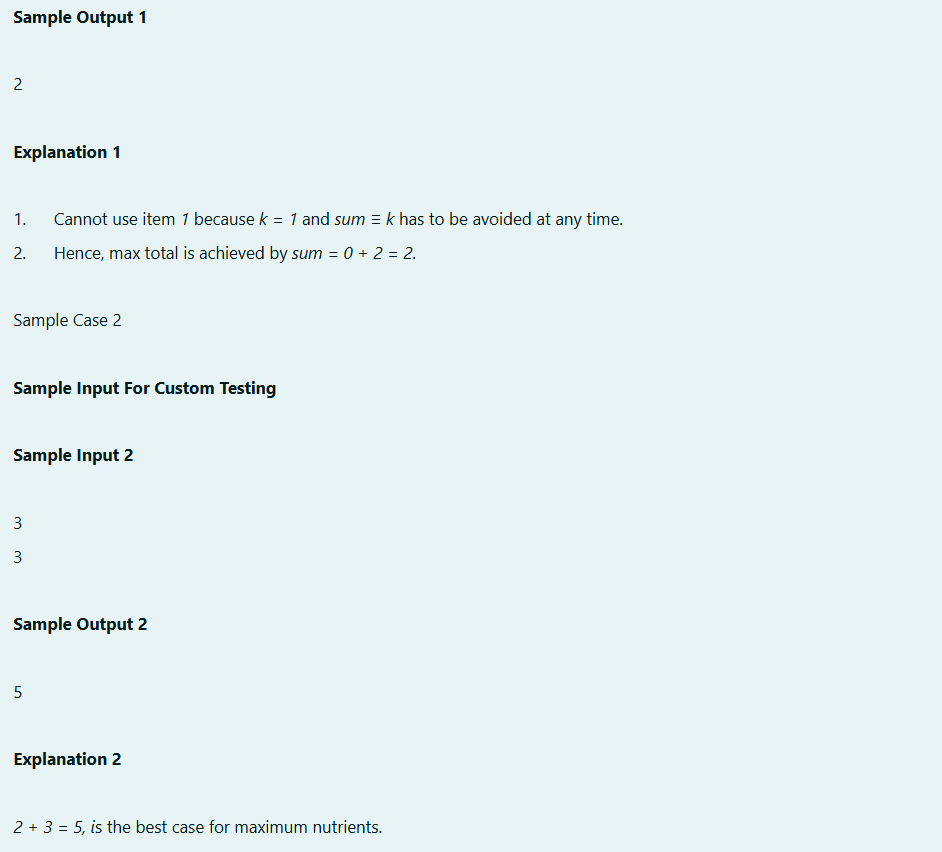 Sample Output 1
2
Explanation 1
1. Cannot use item 1 because k = 1 and sum ≡ k has to be avoided at any time.
2. Hence, max total is achieved by sum = 0 + 2 = 2.
Sample Case 2
Sample Input For Custom Testing
Sample Input 2
3
3
Sample Output 2
5
Explanation 2
2 + 3 = 5, is the best case for maximum nutrients.